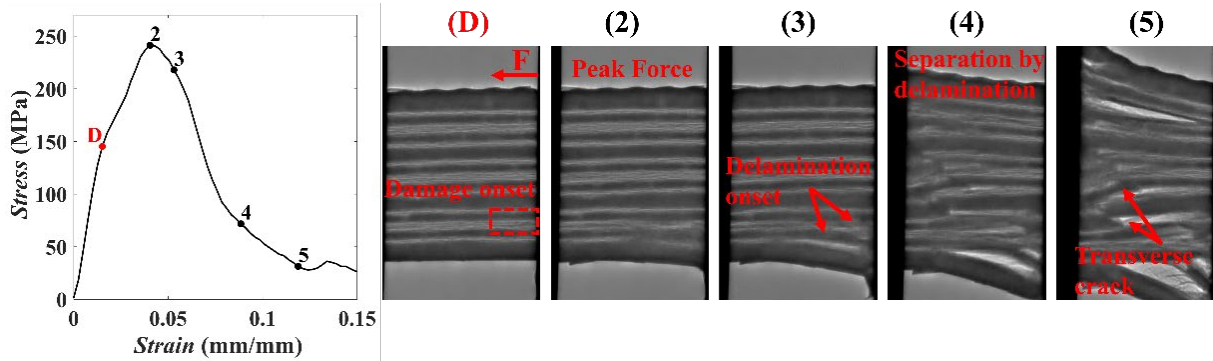 250
200
150
100
50
0
Stress (MPa)
2
3
D
4
5
0
0.05
0.1
0.15
Strain (mm/mm)
(D)
(2)
(3)
(4)
(5)
F
Damage onset
Peak Force
Delamination
onset
Separation by
delamination
Transverse
crack